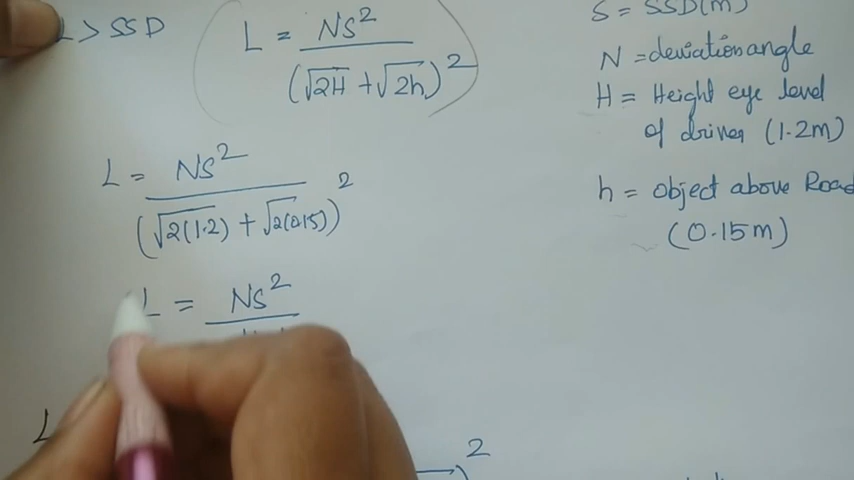 L > SSD
L = NS²
(√2H + √2h)²
S = SSD(m)
N = deviation angle
H = Height eye level
of driver (1.2m)
h = object above Road
(0.15m)
L = NS²
(√2(1.2) + √2(0.15))²
L = NS²
L
2